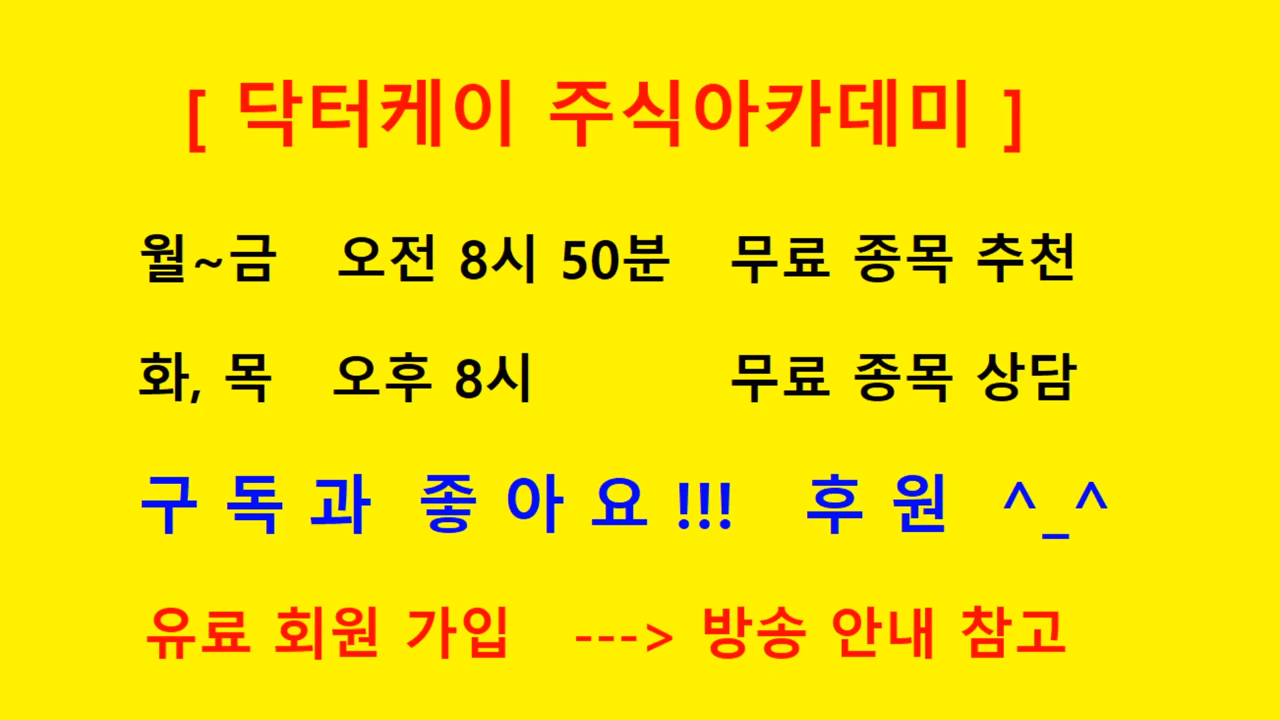 [ 닥터케이 주식아카데미 ]
월~금 오전 8시 50분 무료 종목 추천
화, 목 오후 8시 무료 종목 상담
구 독 과 좋 아 요 !!! 후 원 ^_^
유료 회원 가입 ---> 방송 안내 참고